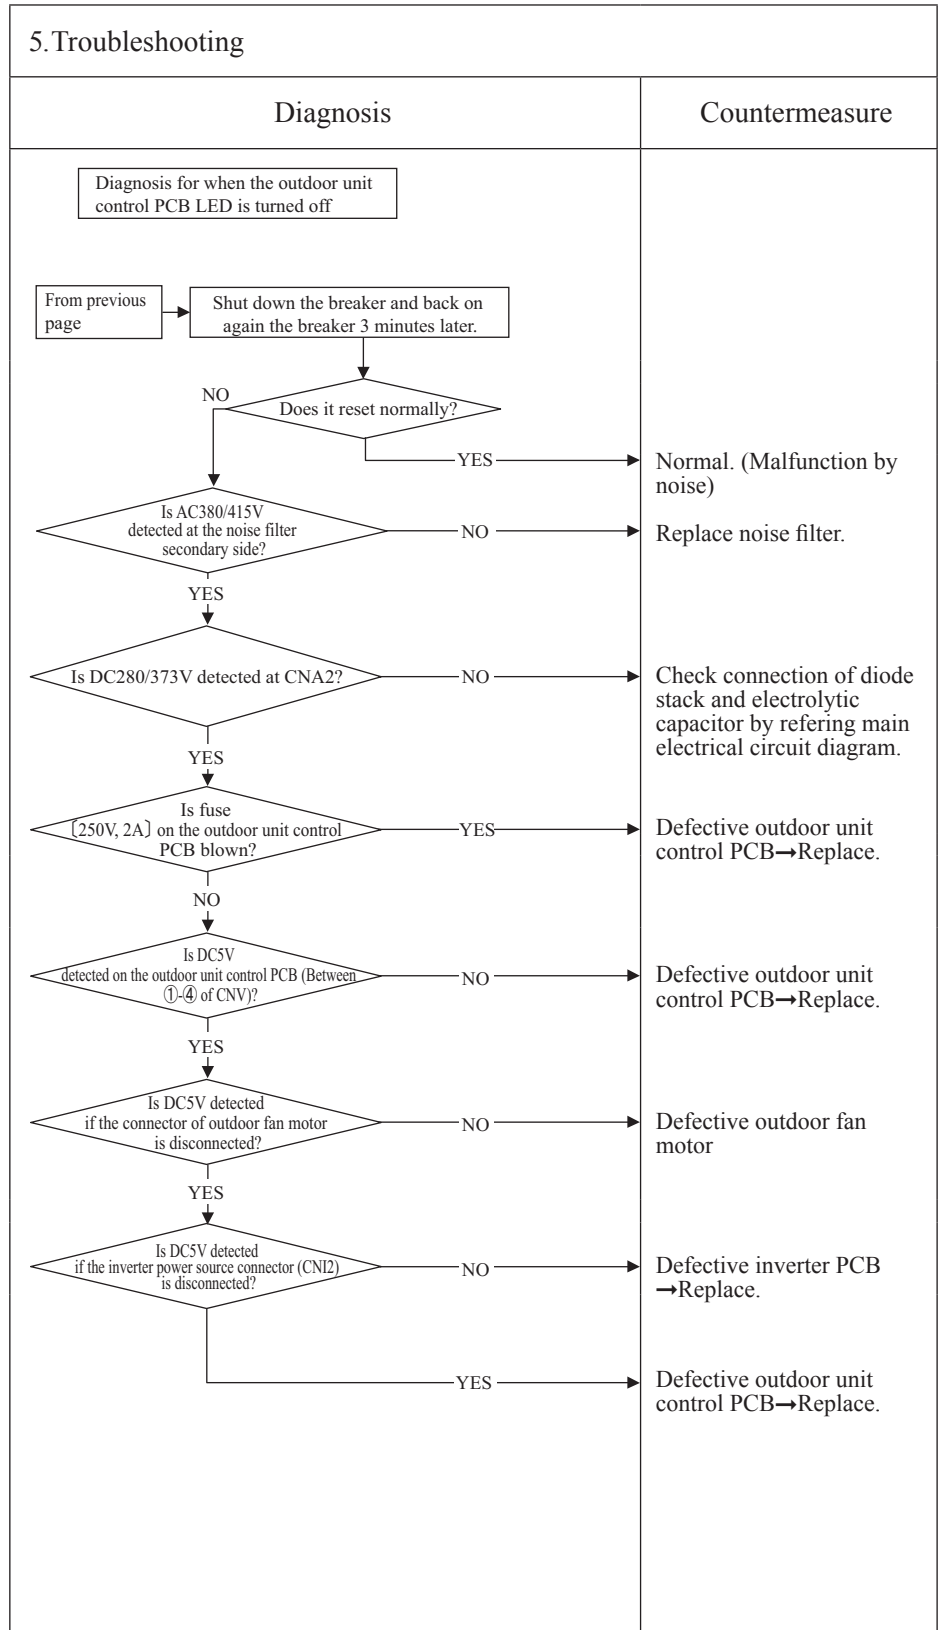 5.Troubleshooting
Diagnosis
Countermeasure
Diagnosis for when the outdoor unit
control PCB LED is turned off
From previous
page
Shut down the breaker and back on
again the breaker 3 minutes later.
NO
Does it reset normally?
YES
Normal. (Malfunction by
noise)
Is AC380/415V
detected at the noise filter
secondary side?
NO
Replace noise filter.
YES
Is DC280/373V detected at CNA2?
NO
Check connection of diode
stack and electrolytic
capacitor by refering main
electrical circuit diagram.
YES
Is fuse
〔250V, 2A〕 on the outdoor unit control
PCB blown?
YES
Defective outdoor unit
control PCB→Replace.
NO
Is DC5V
detected on the outdoor unit control PCB (Between
①-④ of CNV)?
NO
Defective outdoor unit
control PCB→Replace.
YES
Is DC5V detected
if the connector of outdoor fan motor
is disconnected?
NO
Defective outdoor fan
motor
YES
Is DC5V detected
if the inverter power source connector (CNI2)
is disconnected?
NO
Defective inverter PCB
→Replace.
YES
Defective outdoor unit
control PCB→Replace.